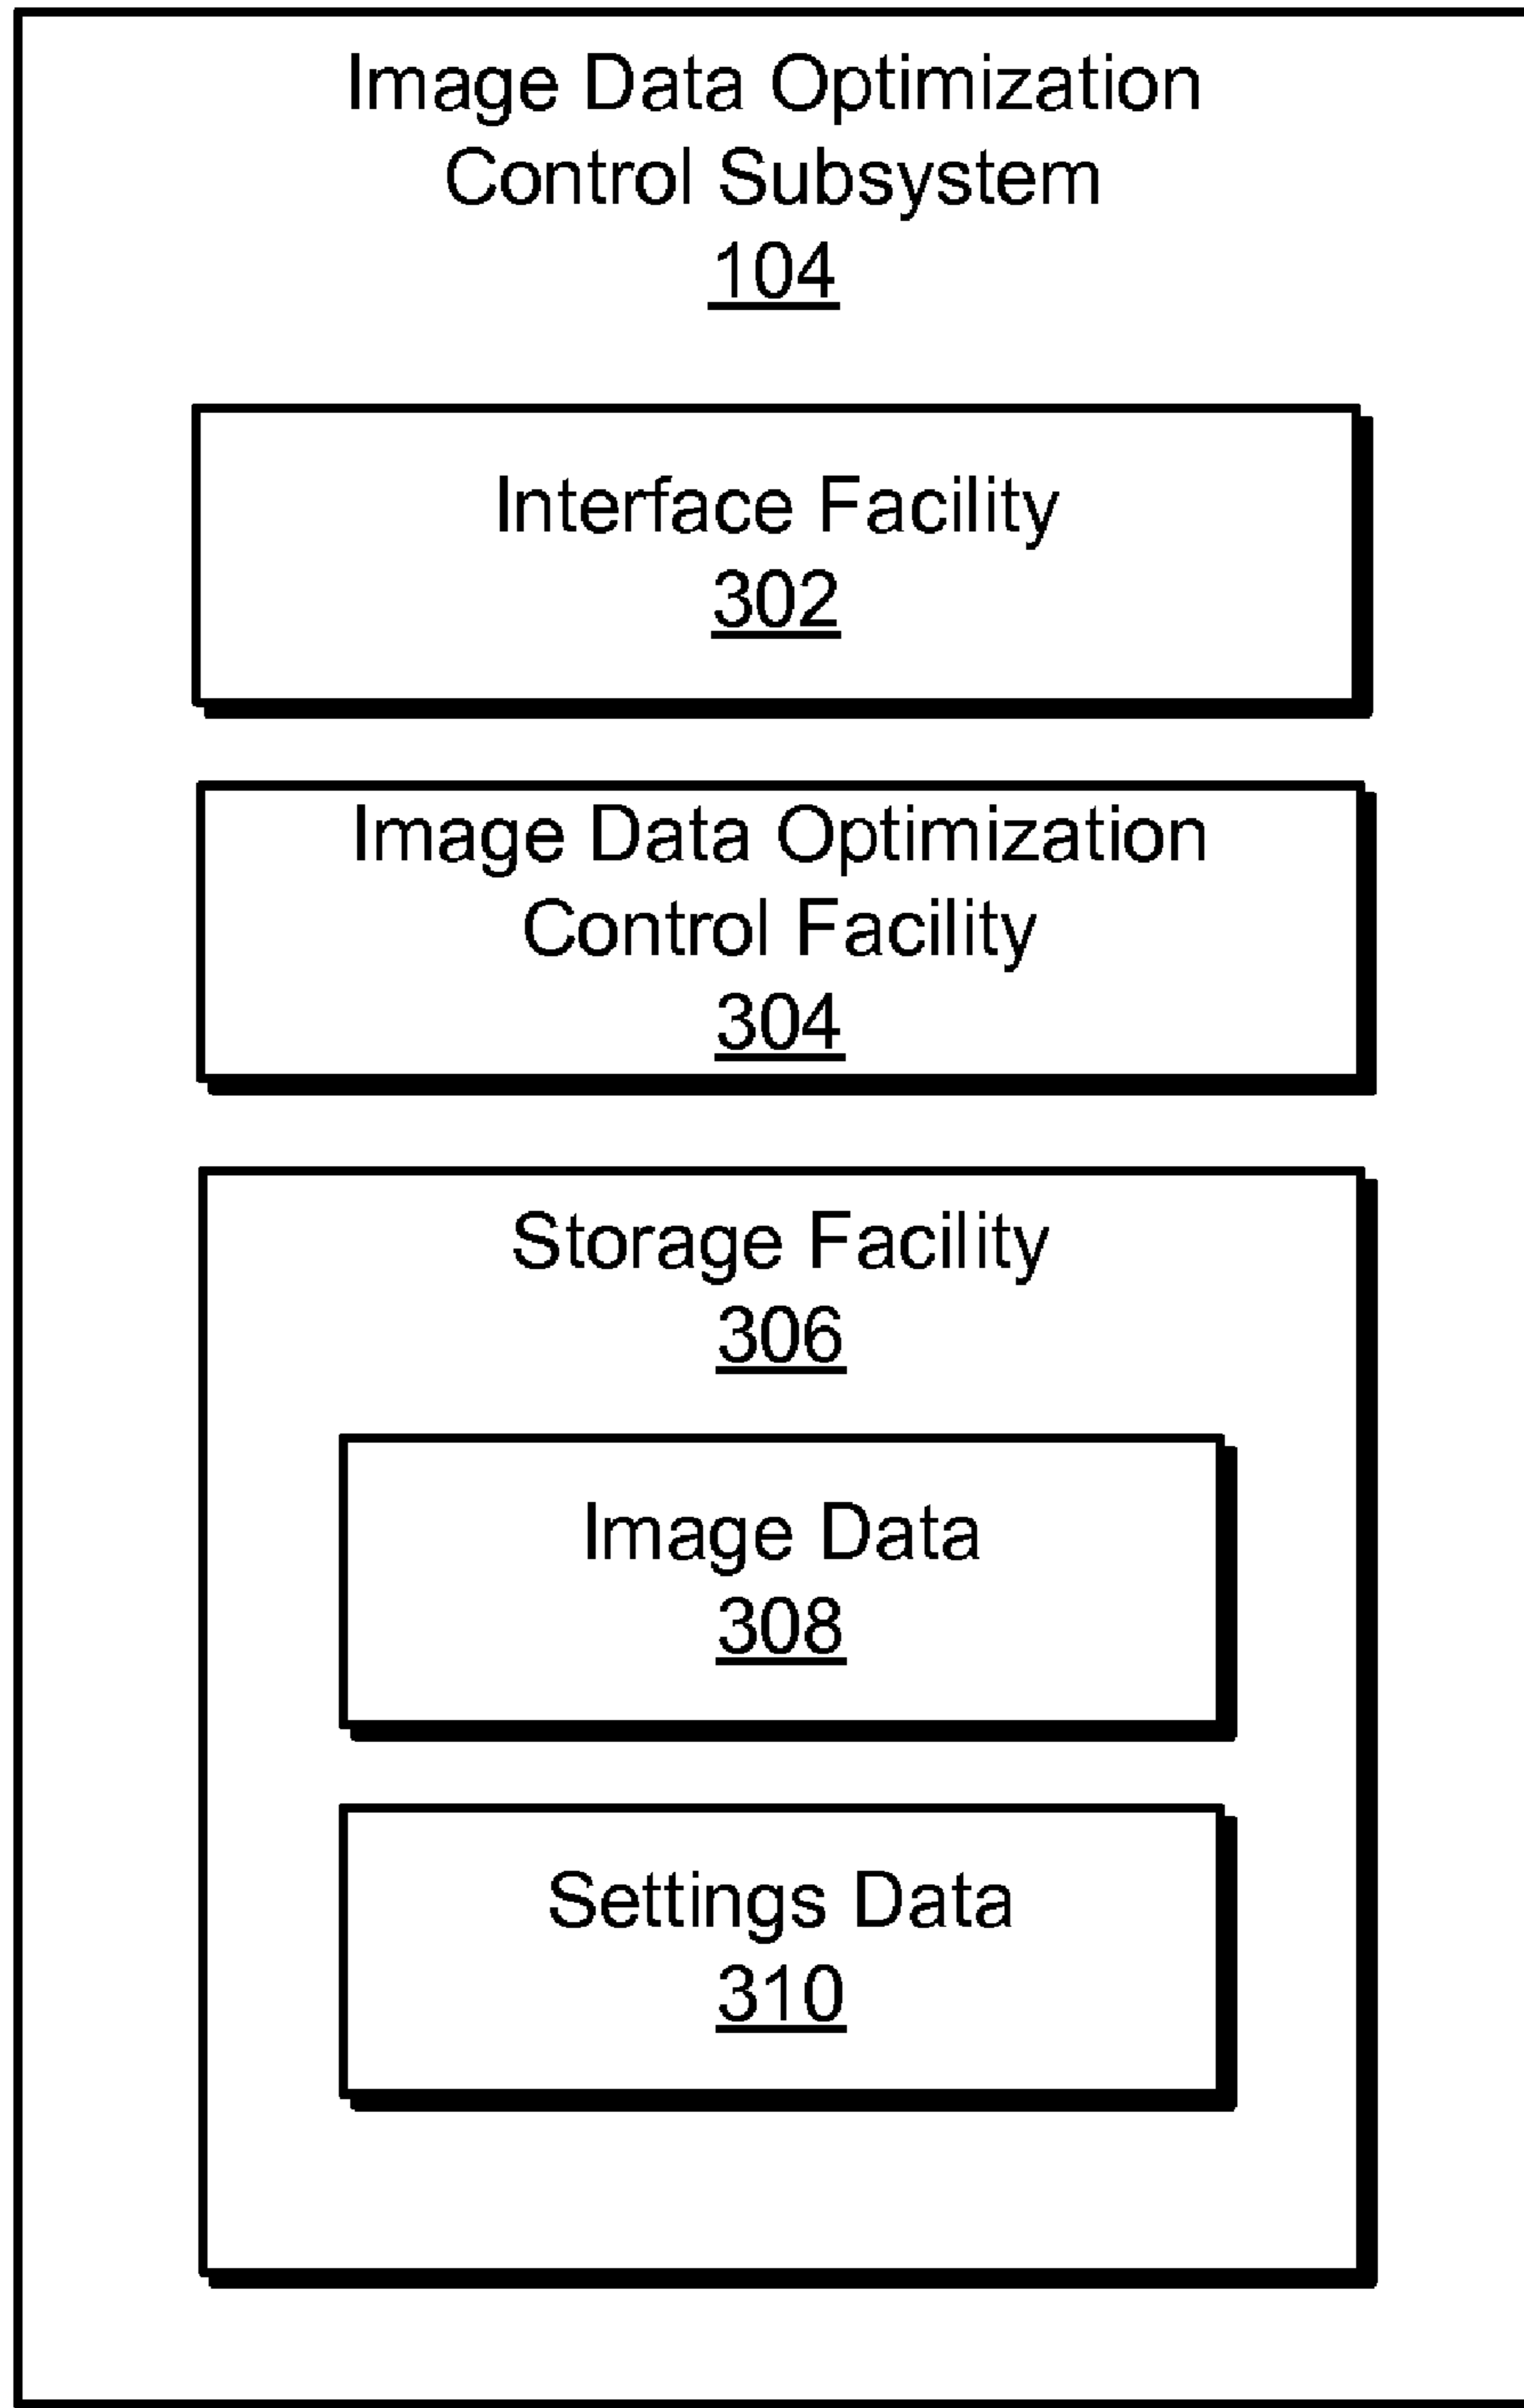 Image Data Optimization
Control Subsystem
104
Interface Facility
302
Image Data Optimization
Control Facility
304
Storage Facility
306
Image Data
308
Settings Data
310